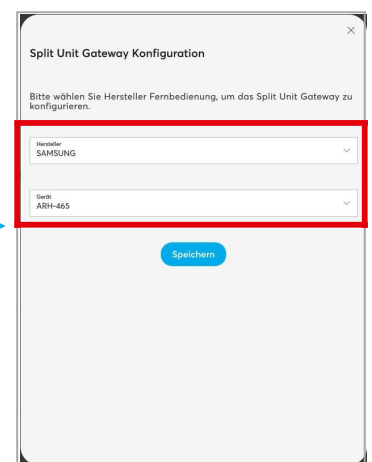 Split Unit Gateway Konfiguration
Bitte wählen Sie Hersteller Fernbedienung, um das Split Unit Gateway zu
konfigurieren.
Hersteller
SAMSUNG
Gerät
ARH-465
Speichern